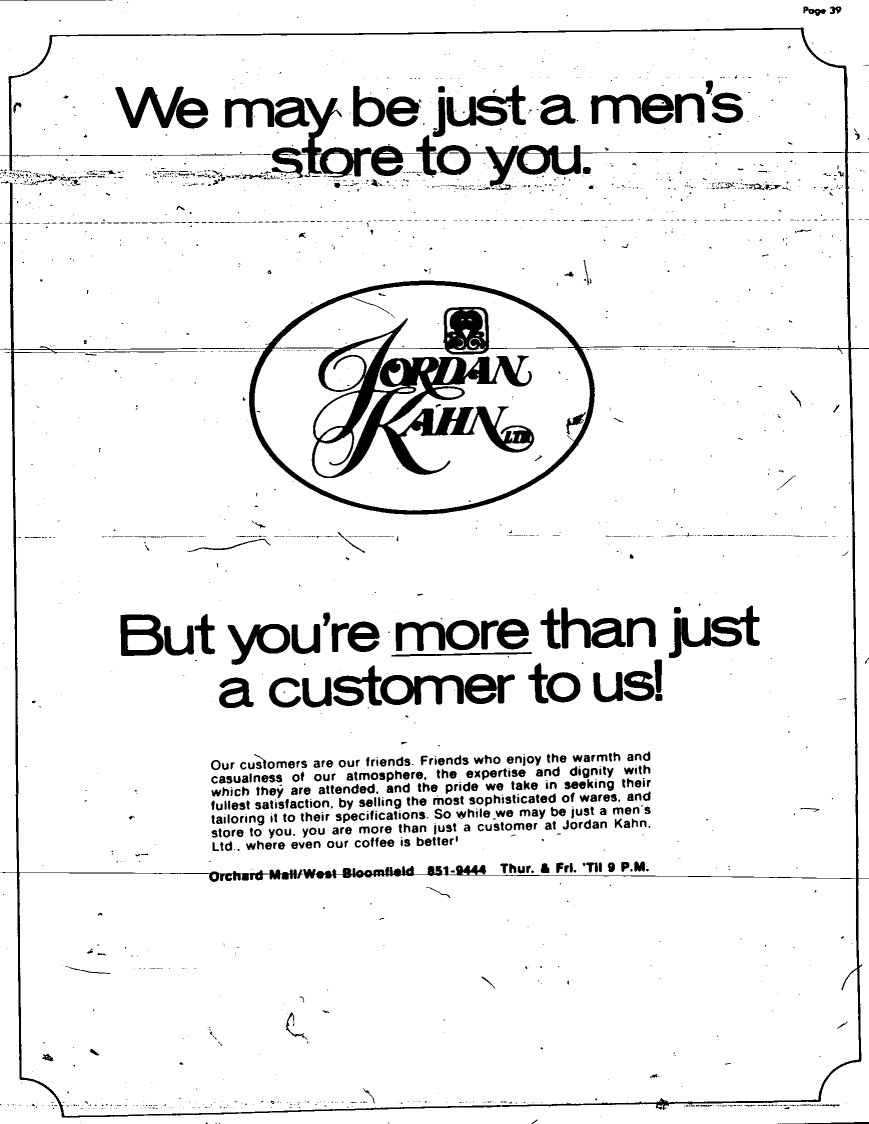 Page 39
We may be just a men's
store to you.
JORDAN
KAHN LTD
But you're more than just
a customer to us!
Our customers are our friends. Friends who enjoy the warmth and
casualness of our atmosphere, the expertise and dignity with
which they are attended, and the pride we take in seeking their
fullest satisfaction, by selling the most sophisticated of wares, and
tailoring it to their specifications. So while we may be just a men's
store to you, you are more than just a customer at Jordan Kahn,
Ltd., where even our coffee is better!
Orchard Mall/West Bloomfield 851-9444 Thur. & Fri. 'Til 9 P.M.